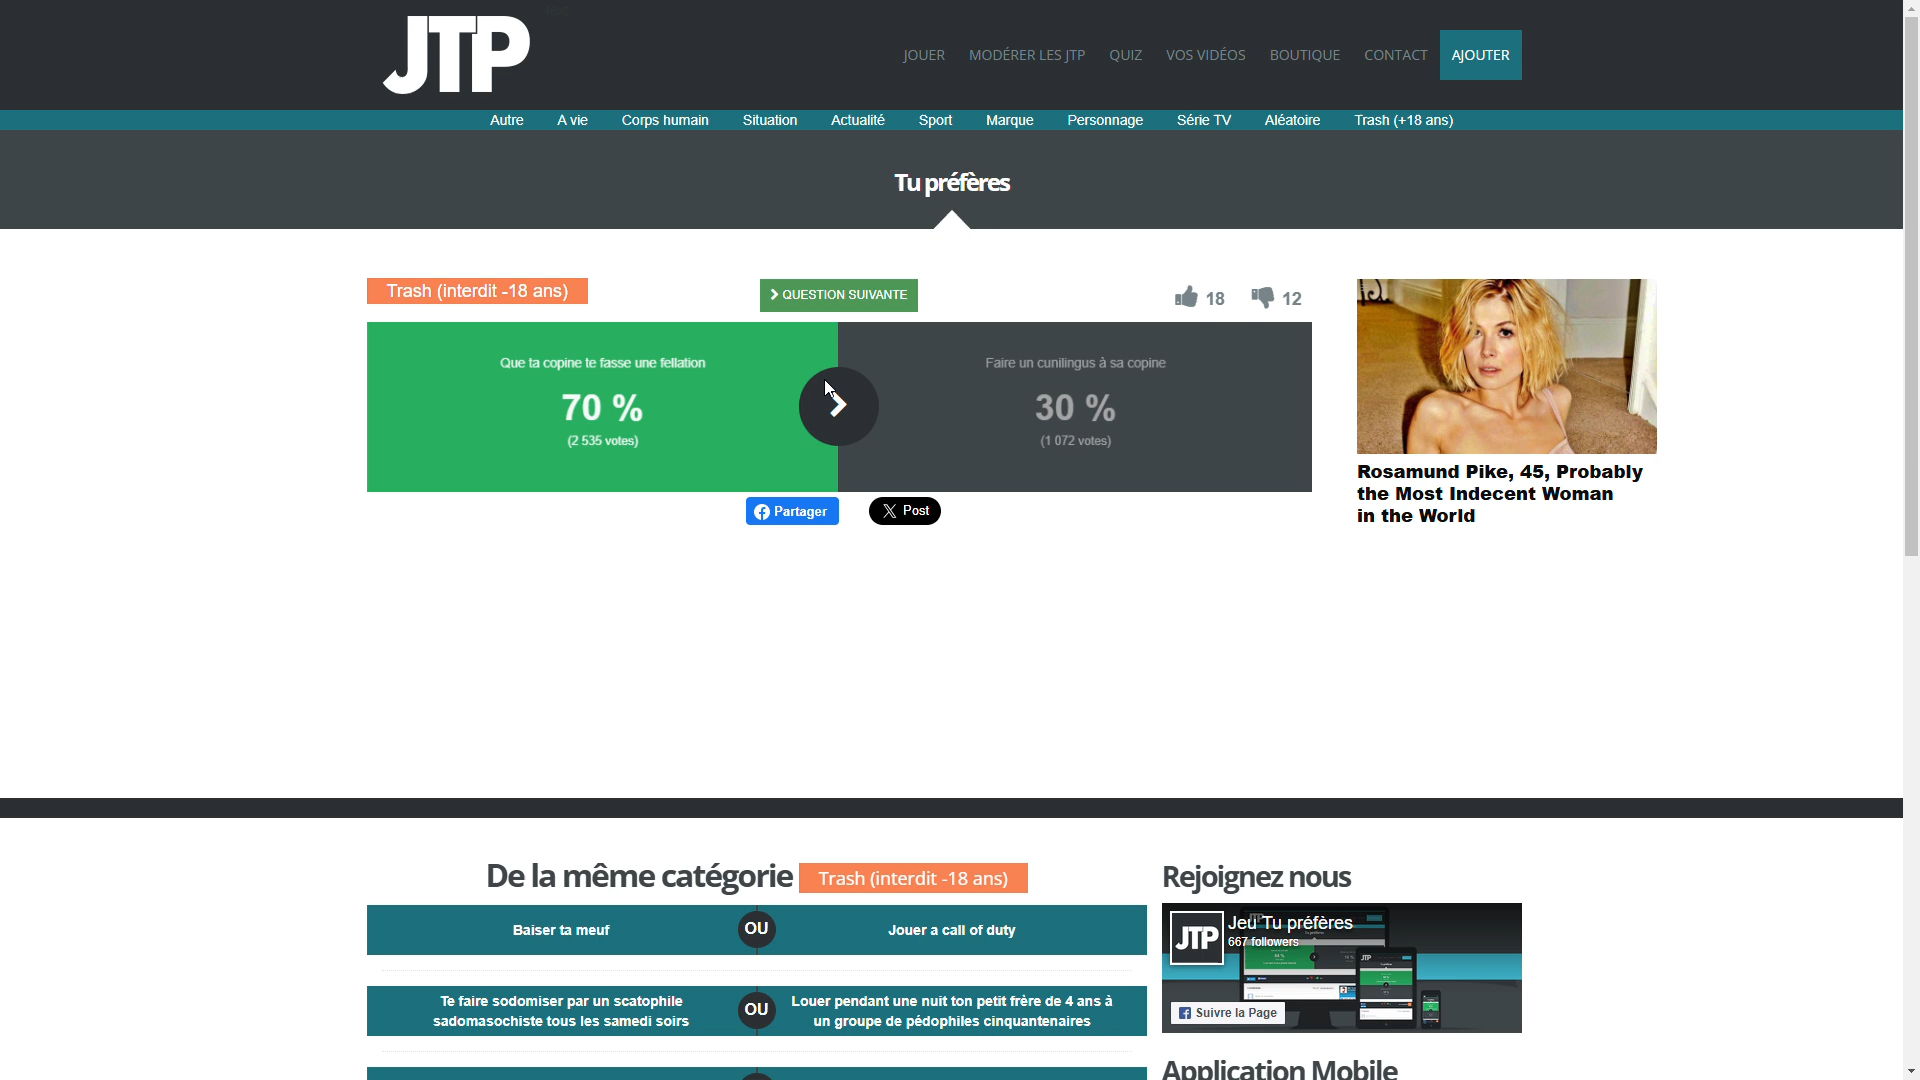 JTP
JOUER MODÉRER LES JTP QUIZ VOS VIDÉOS BOUTIQUE CONTACT AJOUTER
Autre A vie Corps humain Situation Actualité Sport Marque Personnage Série TV Aléatoire Trash (+18 ans)
Tu préfères
Trash (interdit -18 ans)
QUESTION SUIVANTE
18 12
Que ta copine te fasse une fellation
70 %
(2 535 votes)
Faire un cunilingus à sa copine
30 %
(1 072 votes)
Partager
Post
Rosamund Pike, 45, Probably
the Most Indecent Woman
in the World
De la même catégorie Trash (interdit -18 ans)
Baiser ta meuf
OU
Jouer a call of duty
Te faire sodomiser par un scatophile
sadomasochiste tous les samedi soirs
OU
Louer pendant une nuit ton petit frère de 4 ans à
un groupe de pédophiles cinquantenaires
Rejoignez nous
JTP
Jeu Tu préfères
667 followers
Suivre la Page
Application Mobile